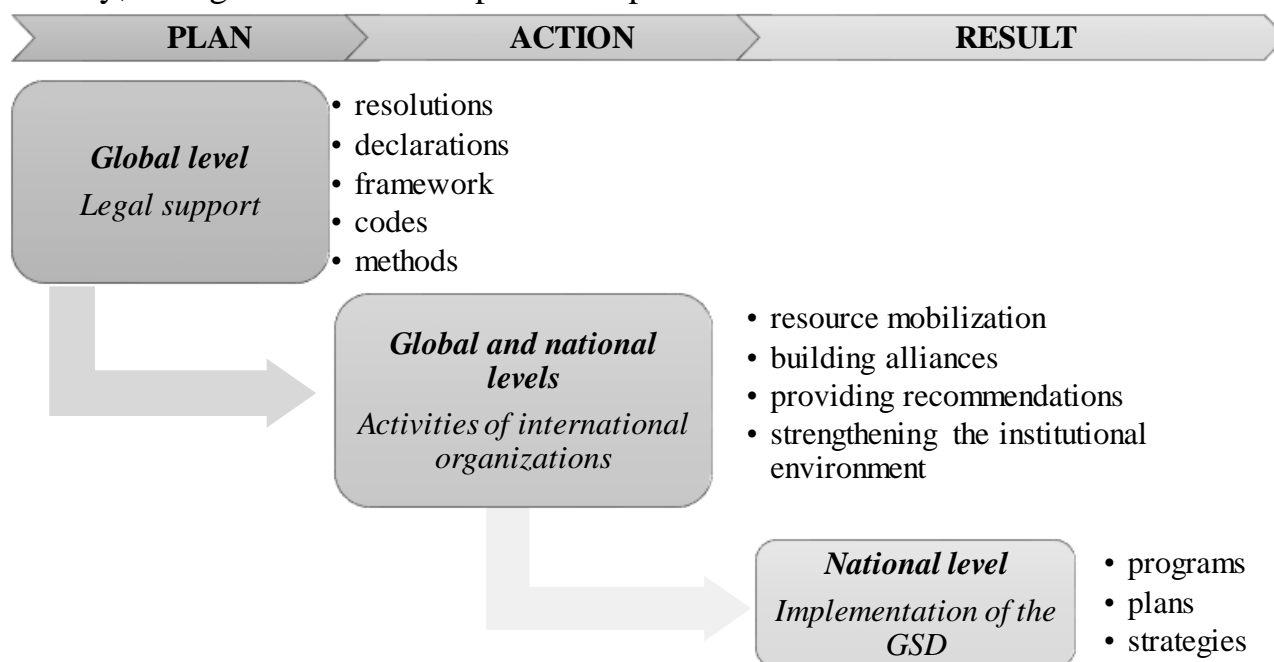 PLAN
ACTION
RESULT
Global level
Legal support
• resolutions
• declarations
• framework
• codes
• methods
Global and national
levels
Activities of international
organizations
• resource mobilization
• building alliances
• providing recommendations
• strengthening the institutional
environment
National level
Implementation of the
GSD
• programs
• plans
• strategies